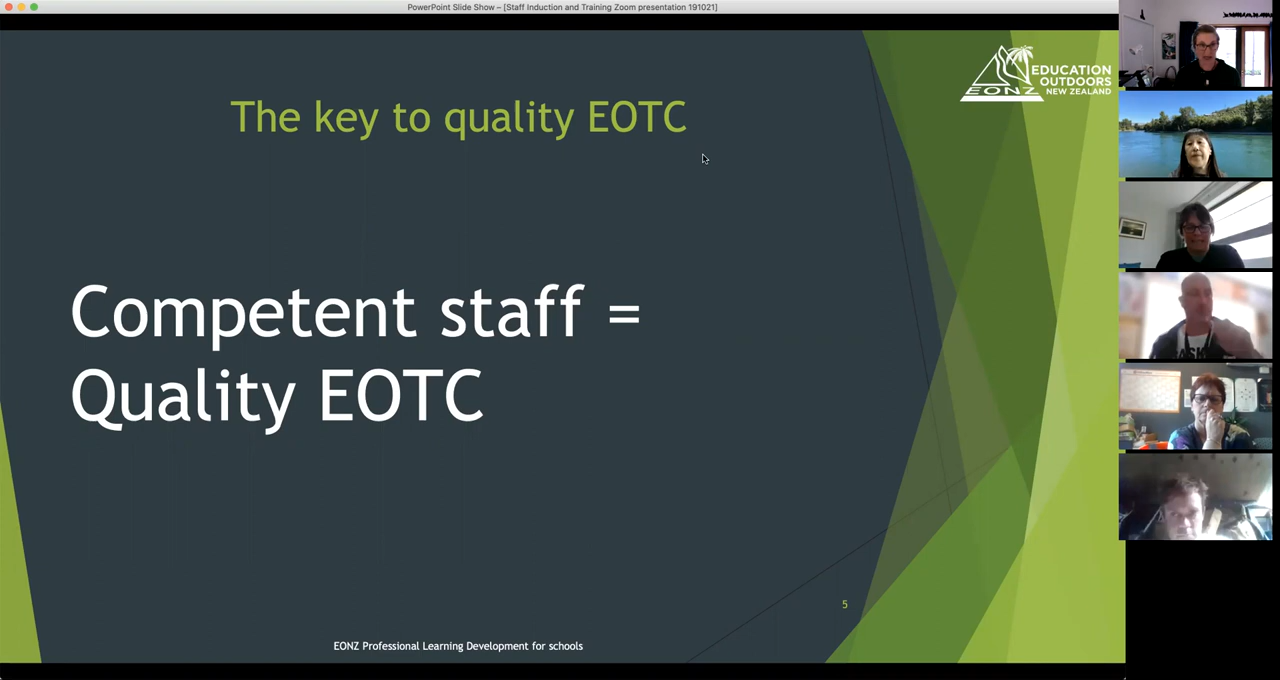 PowerPoint Slide Show – [Staff Induction and Training Zoom presentation 191021]
EONZ
EDUCATION
OUTDOORS
NEW ZEALAND
The key to quality EOTC
Competent staff =
Quality EOTC
5
EONZ Professional Learning Development for schools